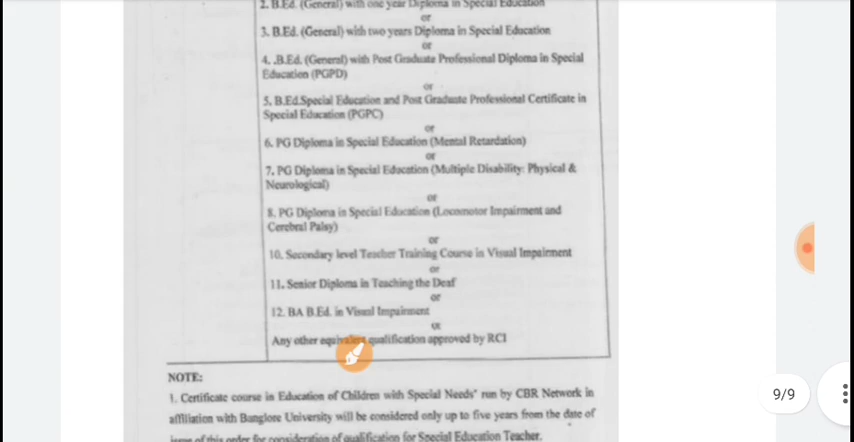 2. B.Ed. (General) with one year Diploma in Special Education
or
3. B.Ed. (General) with two years Diploma in Special Education
or
4. .B.Ed. (General) with Post Graduate Professional Diploma in Special
Education (PGPD)
or
5. B.Ed.Special Education and Post Graduate Professional Certificate in
Special Education (PGPC)
or
6. PG Diploma in Special Education (Mental Retardation)
or
7. PG Diploma in Special Education (Multiple Disability: Physical &
Neurological)
or
8. PG Diploma in Special Education (Locomotor Impairment and
Cerebral Palsy)
or
10. Secondary level Teacher Training Course in Visual Impairment
or
11. Senior Diploma in Teaching the Deaf
or
12. BA B.Ed. in Visual Impairment
or
Any other equivalent qualification approved by RCI
NOTE:
1. Certificate course in Education of Children with Special Needs" run by CBR Network in
affiliation with Banglore University will be considered only up to five years from the date of
issue of this order for consideration of qualification for Special Education Teacher.
9/9